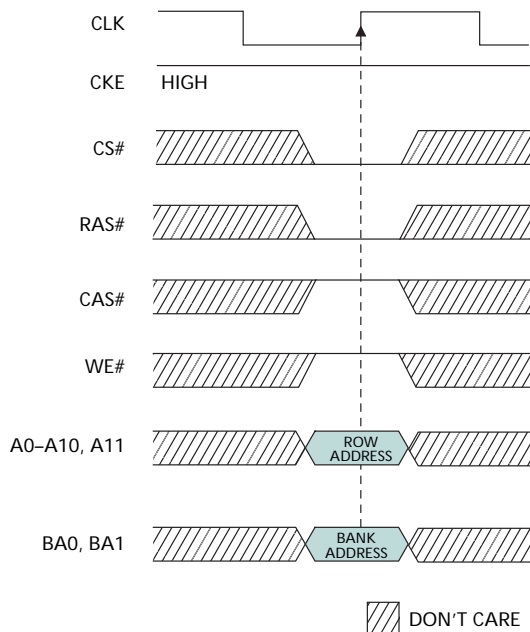 CLK
CKE HIGH
CS#
RAS#
CAS#
WE#
A0–A10, A11 ROW ADDRESS
BA0, BA1 BANK ADDRESS
DON'T CARE